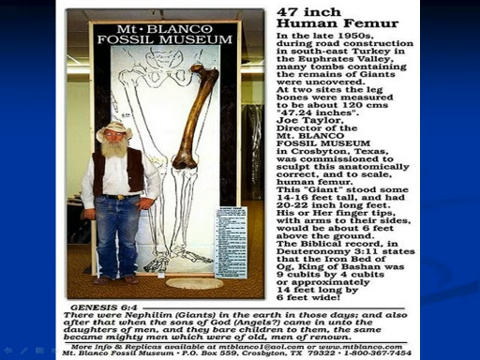 Mt • BLANCO
FOSSIL MUSEUM
47 inch
Human Femur
In the late 1950s,
during road construction
in south-east Turkey in
the Euphrates Valley,
many tombs containing
the remains of Giants
were uncovered.
At two sites the leg
bones were measured
to be about 120 cms
"47.24 inches".
Joe Taylor,
Director of the
Mt. BLANCO
FOSSIL MUSEUM
in Crosbyton, Texas,
was commissioned to
sculpt this anatomically
correct, and to scale,
human femur.
This "Giant" stood some
14-16 feet tall, and had
20-22 inch long feet.
His or Her finger tips,
with arms to their sides,
would be about 6 feet
above the ground.
The Biblical record, in
Deuteronomy 3:11 states
that the Iron Bed of
Og, King of Bashan was
9 cubits by 4 cubits
or approximately
14 feet long by
6 feet wide!
GENESIS 6:4
There were Nephilim (Giants) in the earth in those days; and also
after that when the sons of God (Angels?) came in unto the
daughters of men, and they bare children to them, the same
became mighty men which were of old, men of renown.
More Info & Replicas available at mtblanco1@aol.com or www.mtblanco.com
Mt. Blanco Fossil Museum • P.O. Box 559, Crosbyton, TX 79322 • 1-800-367-7454